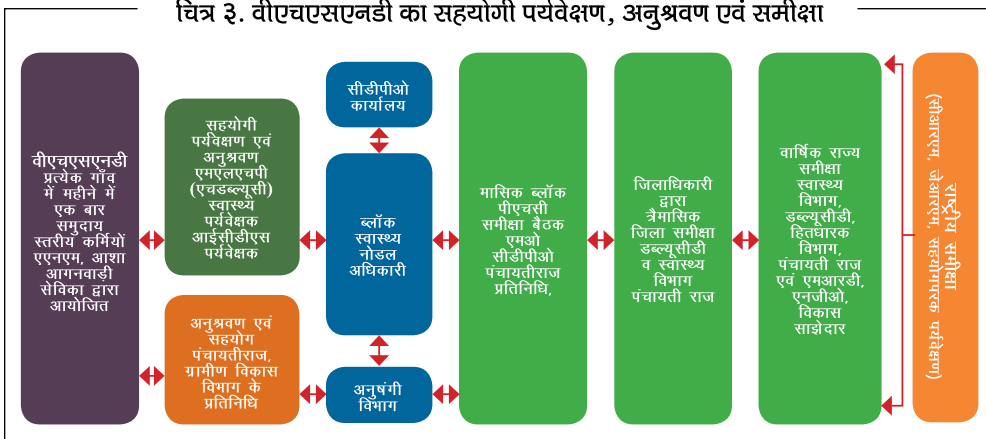 चित्र ३. वीएचएसएनडी का सहयोगी पर्यवेक्षण, अनुश्रवण एवं समीक्षा
वीएचएसएनडी
प्रत्येक गाँव
में महीने में
एक बार
समुदाय
स्तरीय कर्मियों
एएनएम, आशा
आगनवाड़ी
सेविका द्वारा
आयोजित
सहयोगी
पर्यवेक्षण एवं
अनुश्रवण
एमएलएचपी
(एचडब्ल्यूसी)
स्वास्थ्य
पर्यवेक्षक
आईसीडीएस
पर्यवेक्षक
अनुश्रवण एवं
सहयोग
पंचायतीराज,
ग्रामीण विकास
विभाग के
प्रतिनिधि
सीडीपीओ
कार्यालय
ब्लॉक
स्वास्थ्य
नोडल
अधिकारी
अनुषंगी
विभाग
मासिक ब्लॉक
पीएचसी
समीक्षा बैठक
एमओ
सीडीपीओ
पंचायतीराज
प्रतिनिधि,
जिलाधिकारी
द्वारा
त्रैमासिक
जिला समीक्षा
डब्ल्यूसीडी
व स्वास्थ्य
विभाग
पंचायती राज
वार्षिक राज्य
समीक्षा
स्वास्थ्य
विभाग,
डब्ल्यूसीडी,
हितधारक
विभाग,
पंचायती राज
एवं एमआरडी,
एनजीओ,
विकास
साझेदार
राष्ट्रीय समीक्षा
(सीआरएम, जेआरएम, सहयोगपरक पर्यवेक्षण)